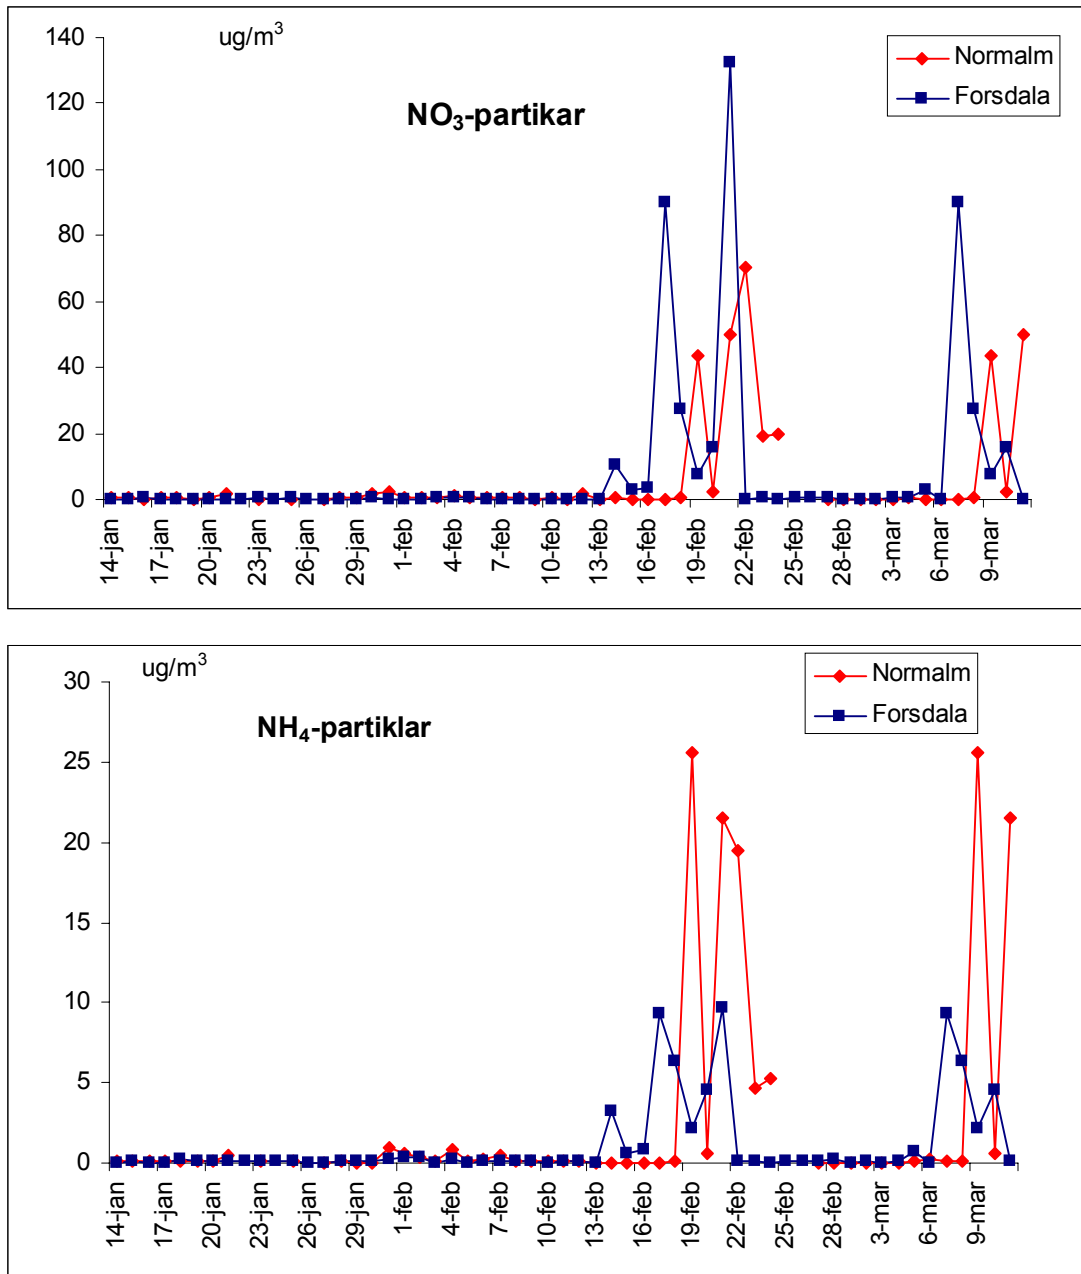 ug/m³
Normalm
Forsdala
NO₃-partikar
140
120
100
80
60
40
20
0
14-jan
17-jan
20-jan
23-jan
26-jan
29-jan
1-feb
4-feb
7-feb
10-feb
13-feb
16-feb
19-feb
22-feb
25-feb
28-feb
3-mar
6-mar
9-mar
ug/m³
Normalm
Forsdala
NH₄-partiklar
30
25
20
15
10
5
0
14-jan
17-jan
20-jan
23-jan
26-jan
29-jan
1-feb
4-feb
7-feb
10-feb
13-feb
16-feb
19-feb
22-feb
25-feb
28-feb
3-mar
6-mar
9-mar